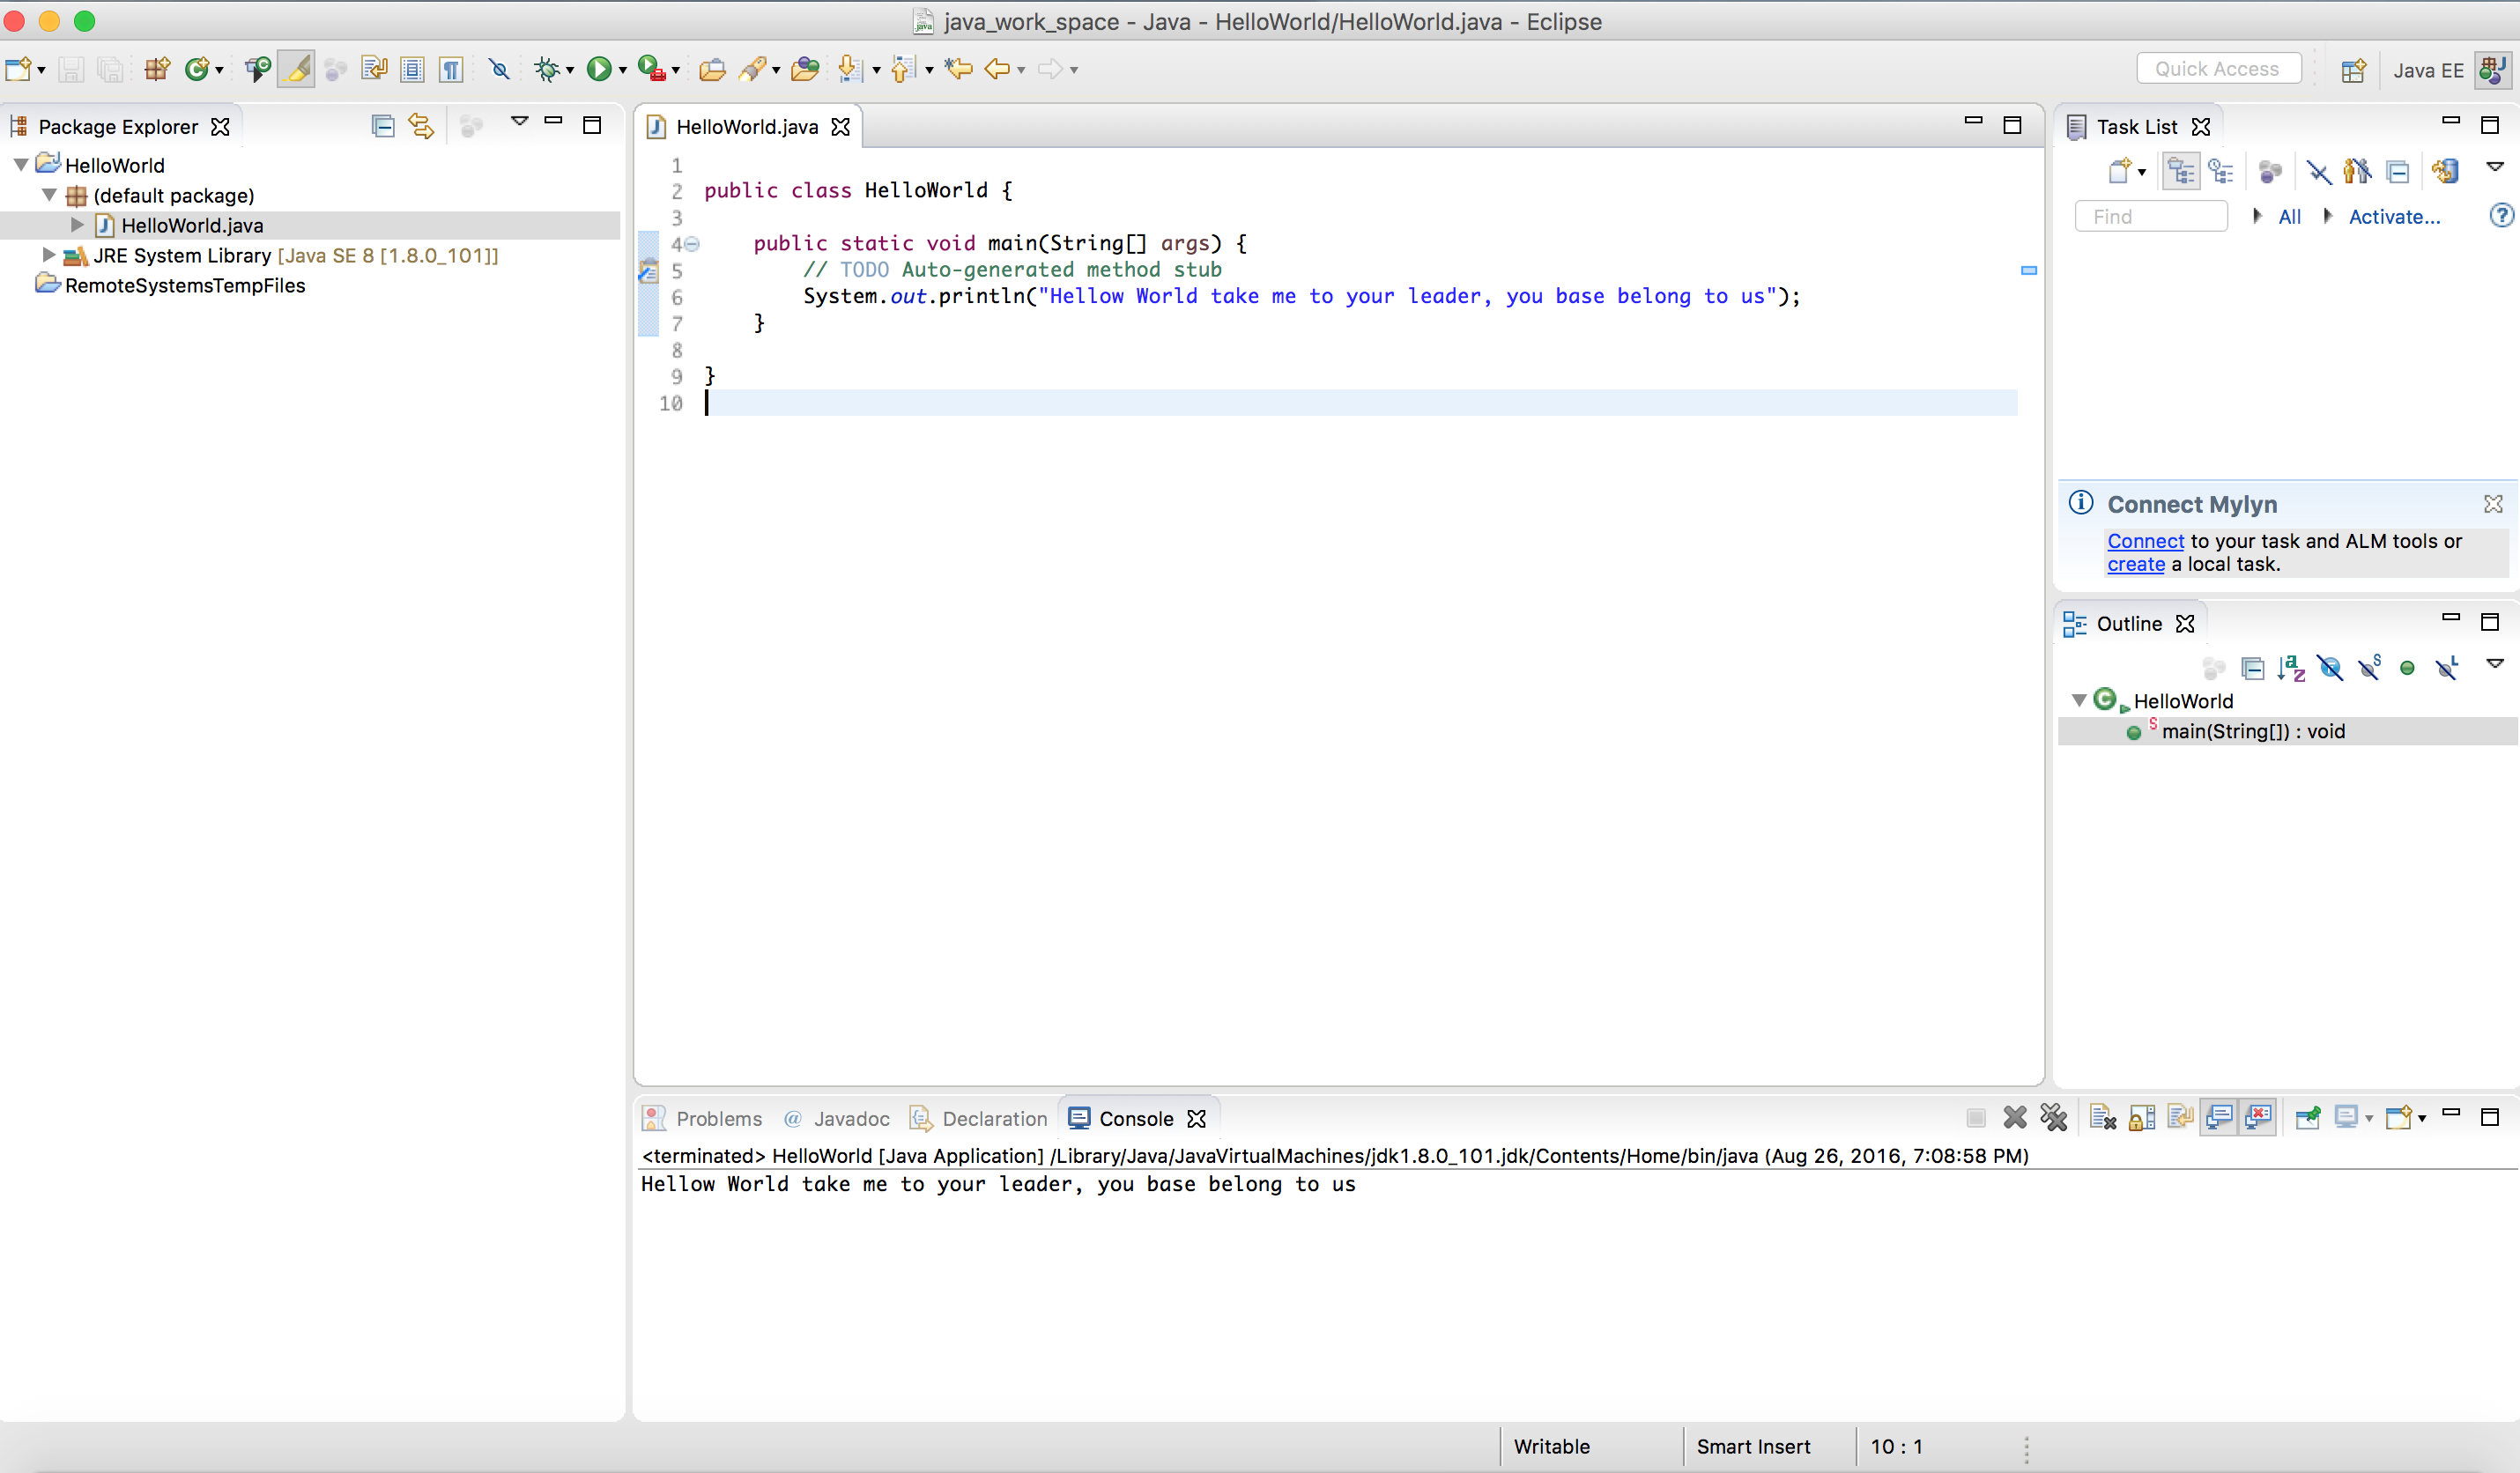 java_work_space - Java - HelloWorld/HelloWorld.java - Eclipse
Quick Access
Java EE
Package Explorer
HelloWorld
(default package)
HelloWorld.java
JRE System Library [Java SE 8 [1.8.0_101]]
RemoteSystemsTempFiles
HelloWorld.java
1
2 public class HelloWorld {
3
4 public static void main(String[] args) {
5 // TODO Auto-generated method stub
6 System.out.println("Hellow World take me to your leader, you base belong to us");
7 }
8
9 }
10
Task List
Find
All
Activate...
Connect Mylyn
Connect to your task and ALM tools or
create a local task.
Outline
HelloWorld
main(String[]) : void
Problems
@ Javadoc
Declaration
Console
<terminated> HelloWorld [Java Application] /Library/Java/JavaVirtualMachines/jdk1.8.0_101.jdk/Contents/Home/bin/java (Aug 26, 2016, 7:08:58 PM)
Hellow World take me to your leader, you base belong to us
Writable
Smart Insert
10 : 1